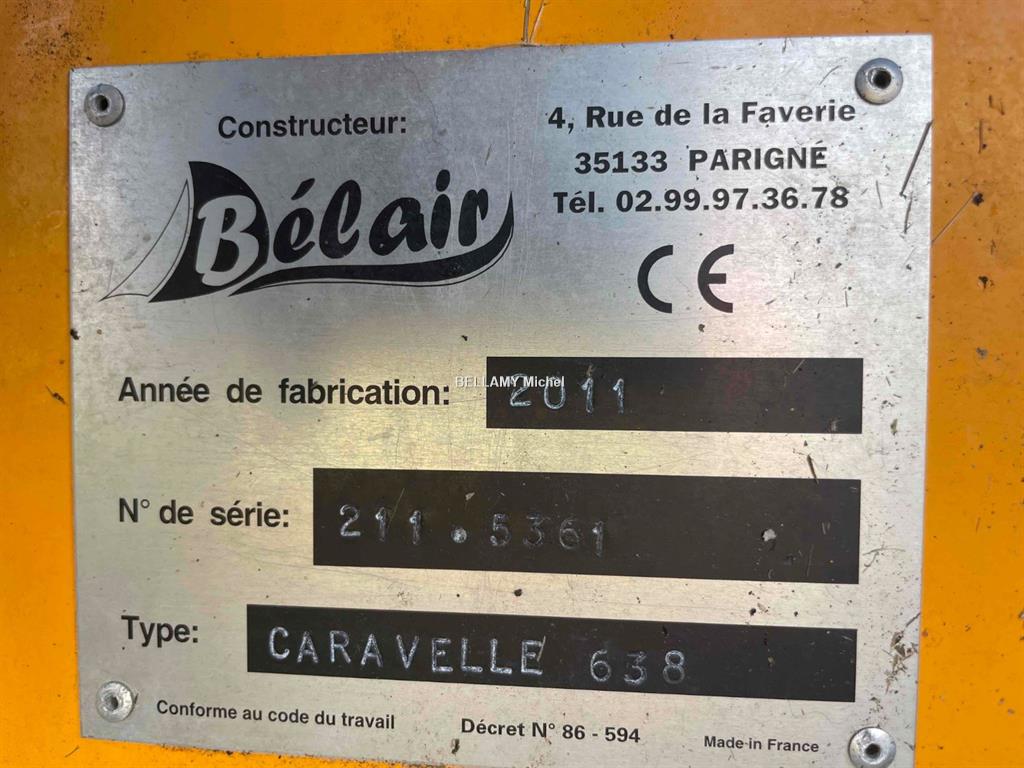 Constructeur:
Bélair
4, Rue de la Faverie
35133 PARIGNÉ
Tél. 02.99.97.36.78
CE
Année de fabrication: 2011
BELLAMY Michel
N° de série: 211.5361
Type: CARAVELLE 638
Conforme au code du travail
Décret N° 86 - 594
Made in France